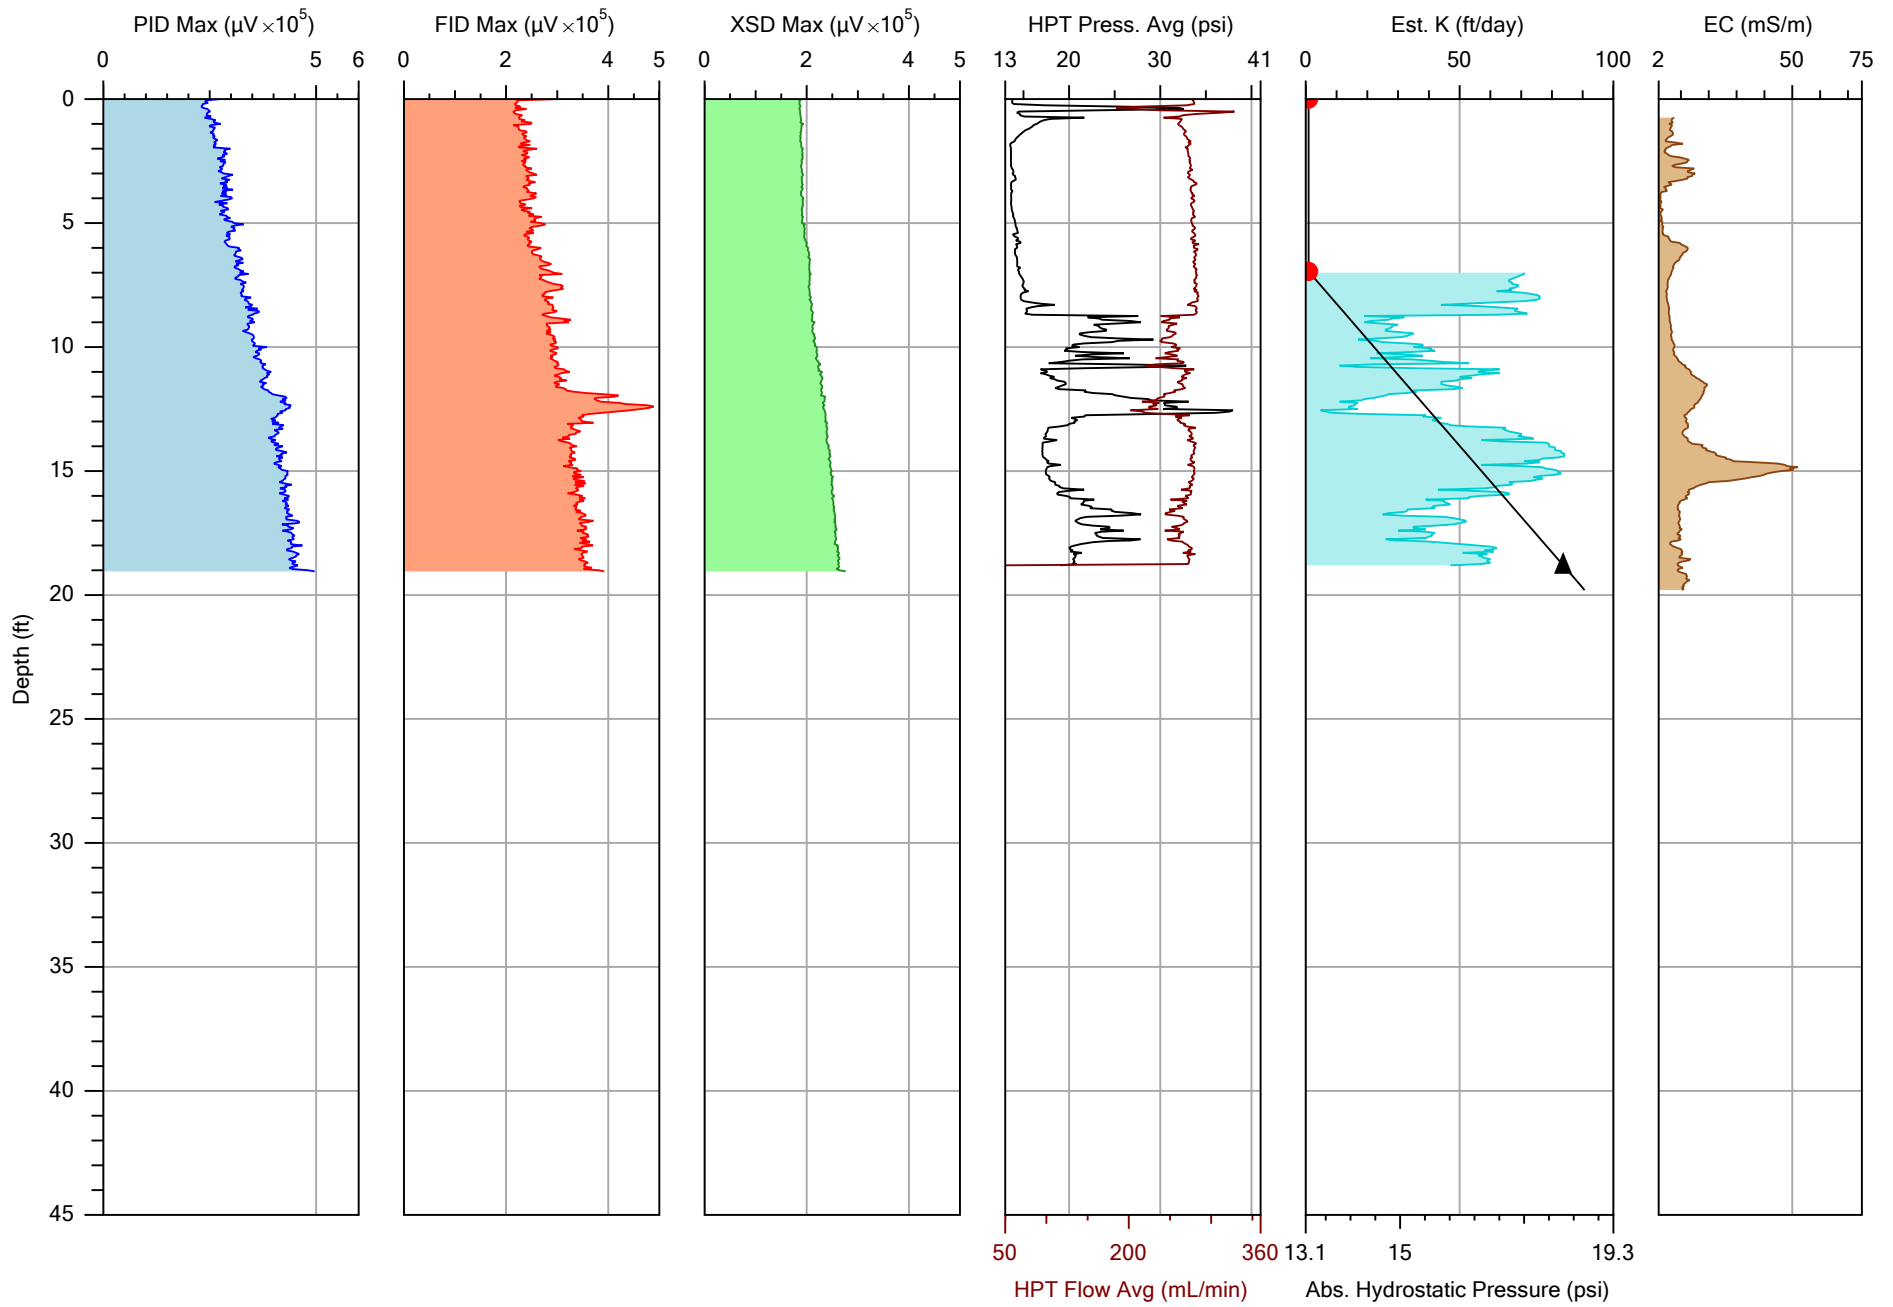 PID Max (µV ×10⁵) FID Max (µV ×10⁵) XSD Max (µV ×10⁵) HPT Press. Avg (psi) Est. K (ft/day) EC (mS/m)
0 5 6 0 2 4 5 0 2 4 5 13 20 30 41 0 50 100 2 50 75
0
5
10
15
20
25
30
35
40
45
Depth (ft)
50 200 360 13.1 15 19.3
HPT Flow Avg (mL/min) Abs. Hydrostatic Pressure (psi)